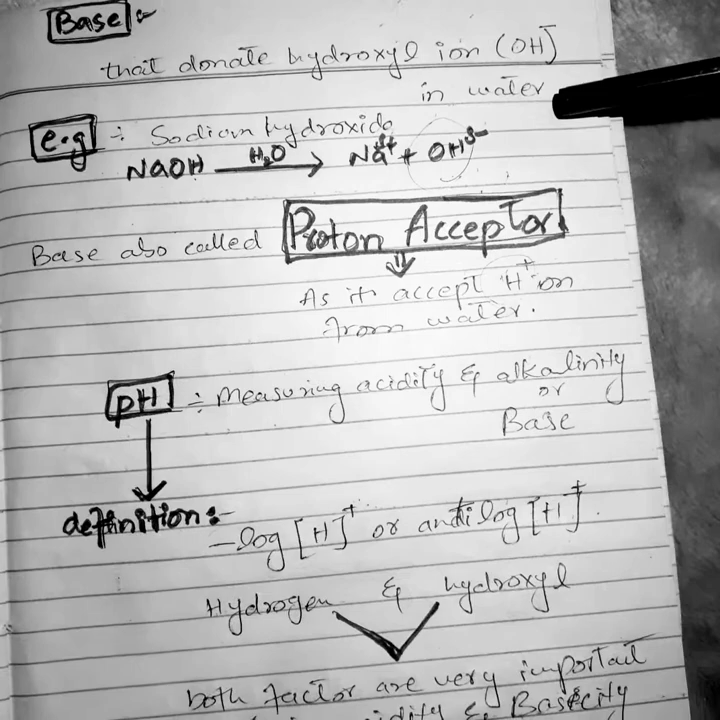 Base :-
that donate hydroxyl ion (OH)⁻
in water
e.g ÷ Sodium hydroxide
NaOH —H₂O→ Na⁺ + OH⁻
Base also called Proton Acceptor.
As it accept H⁺ ion
from water.
pH ÷ measuring acidity & alkalinity
or
Base
definition :-
-log [H]⁺ or antilog [H]⁺.
Hydrogen & hydroxyl
both factor are very important
acidity & Basicity